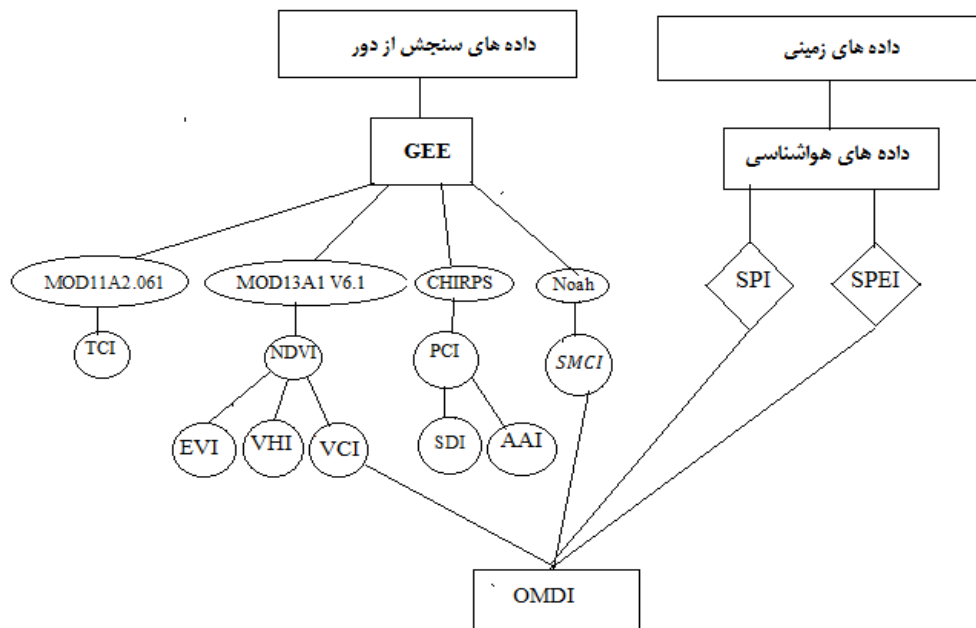 داده های سنجش از دور
داده های زمینی
GEE
داده های هواشناسی
MOD11A2.061
MOD13A1 V6.1
CHIRPS
Noah
SPI
SPEI
TCI
NDVI
PCI
SMCI
EVI
VHI
VCI
SDI
AAI
OMDI